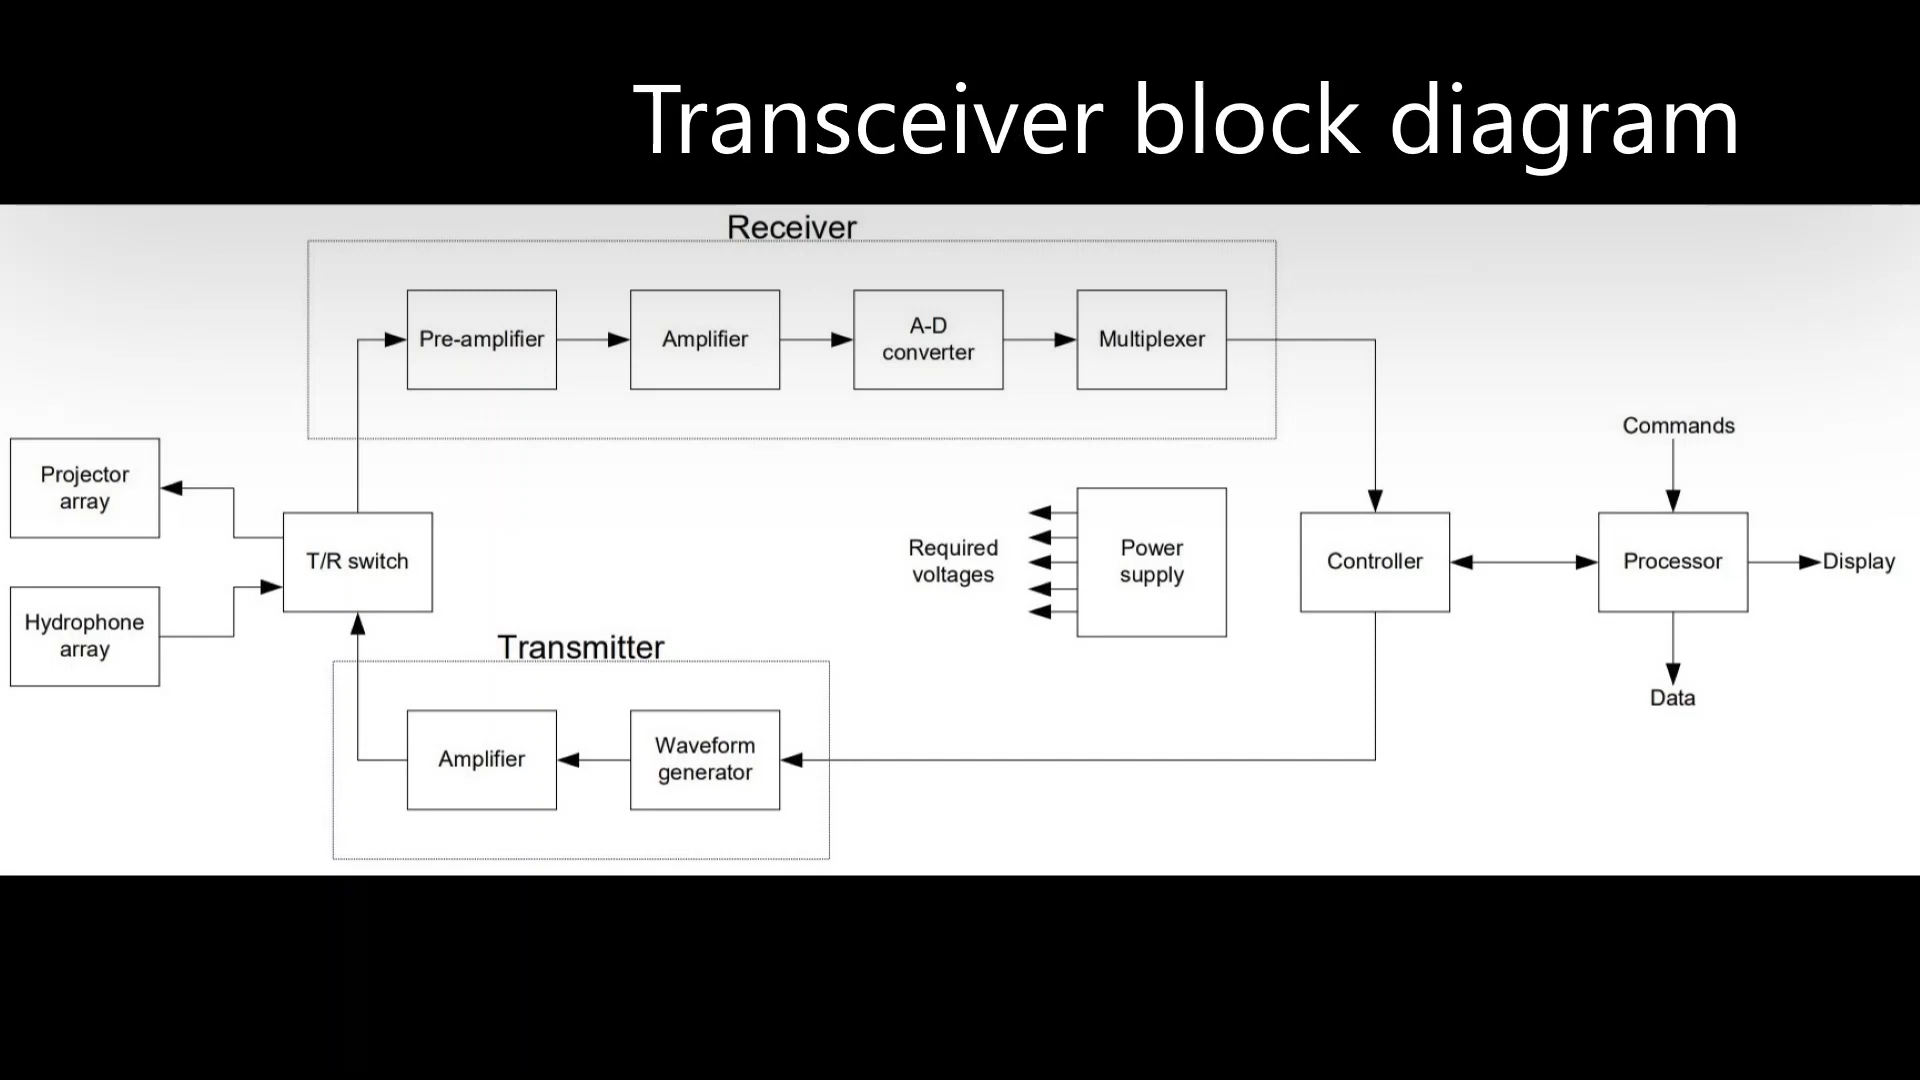 Transceiver block diagram
Receiver
Pre-amplifier
Amplifier
A-D
converter
Multiplexer
Commands
Projector
array
T/R switch
Required
voltages
Power
supply
Controller
Processor
Display
Hydrophone
array
Transmitter
Data
Amplifier
Waveform
generator